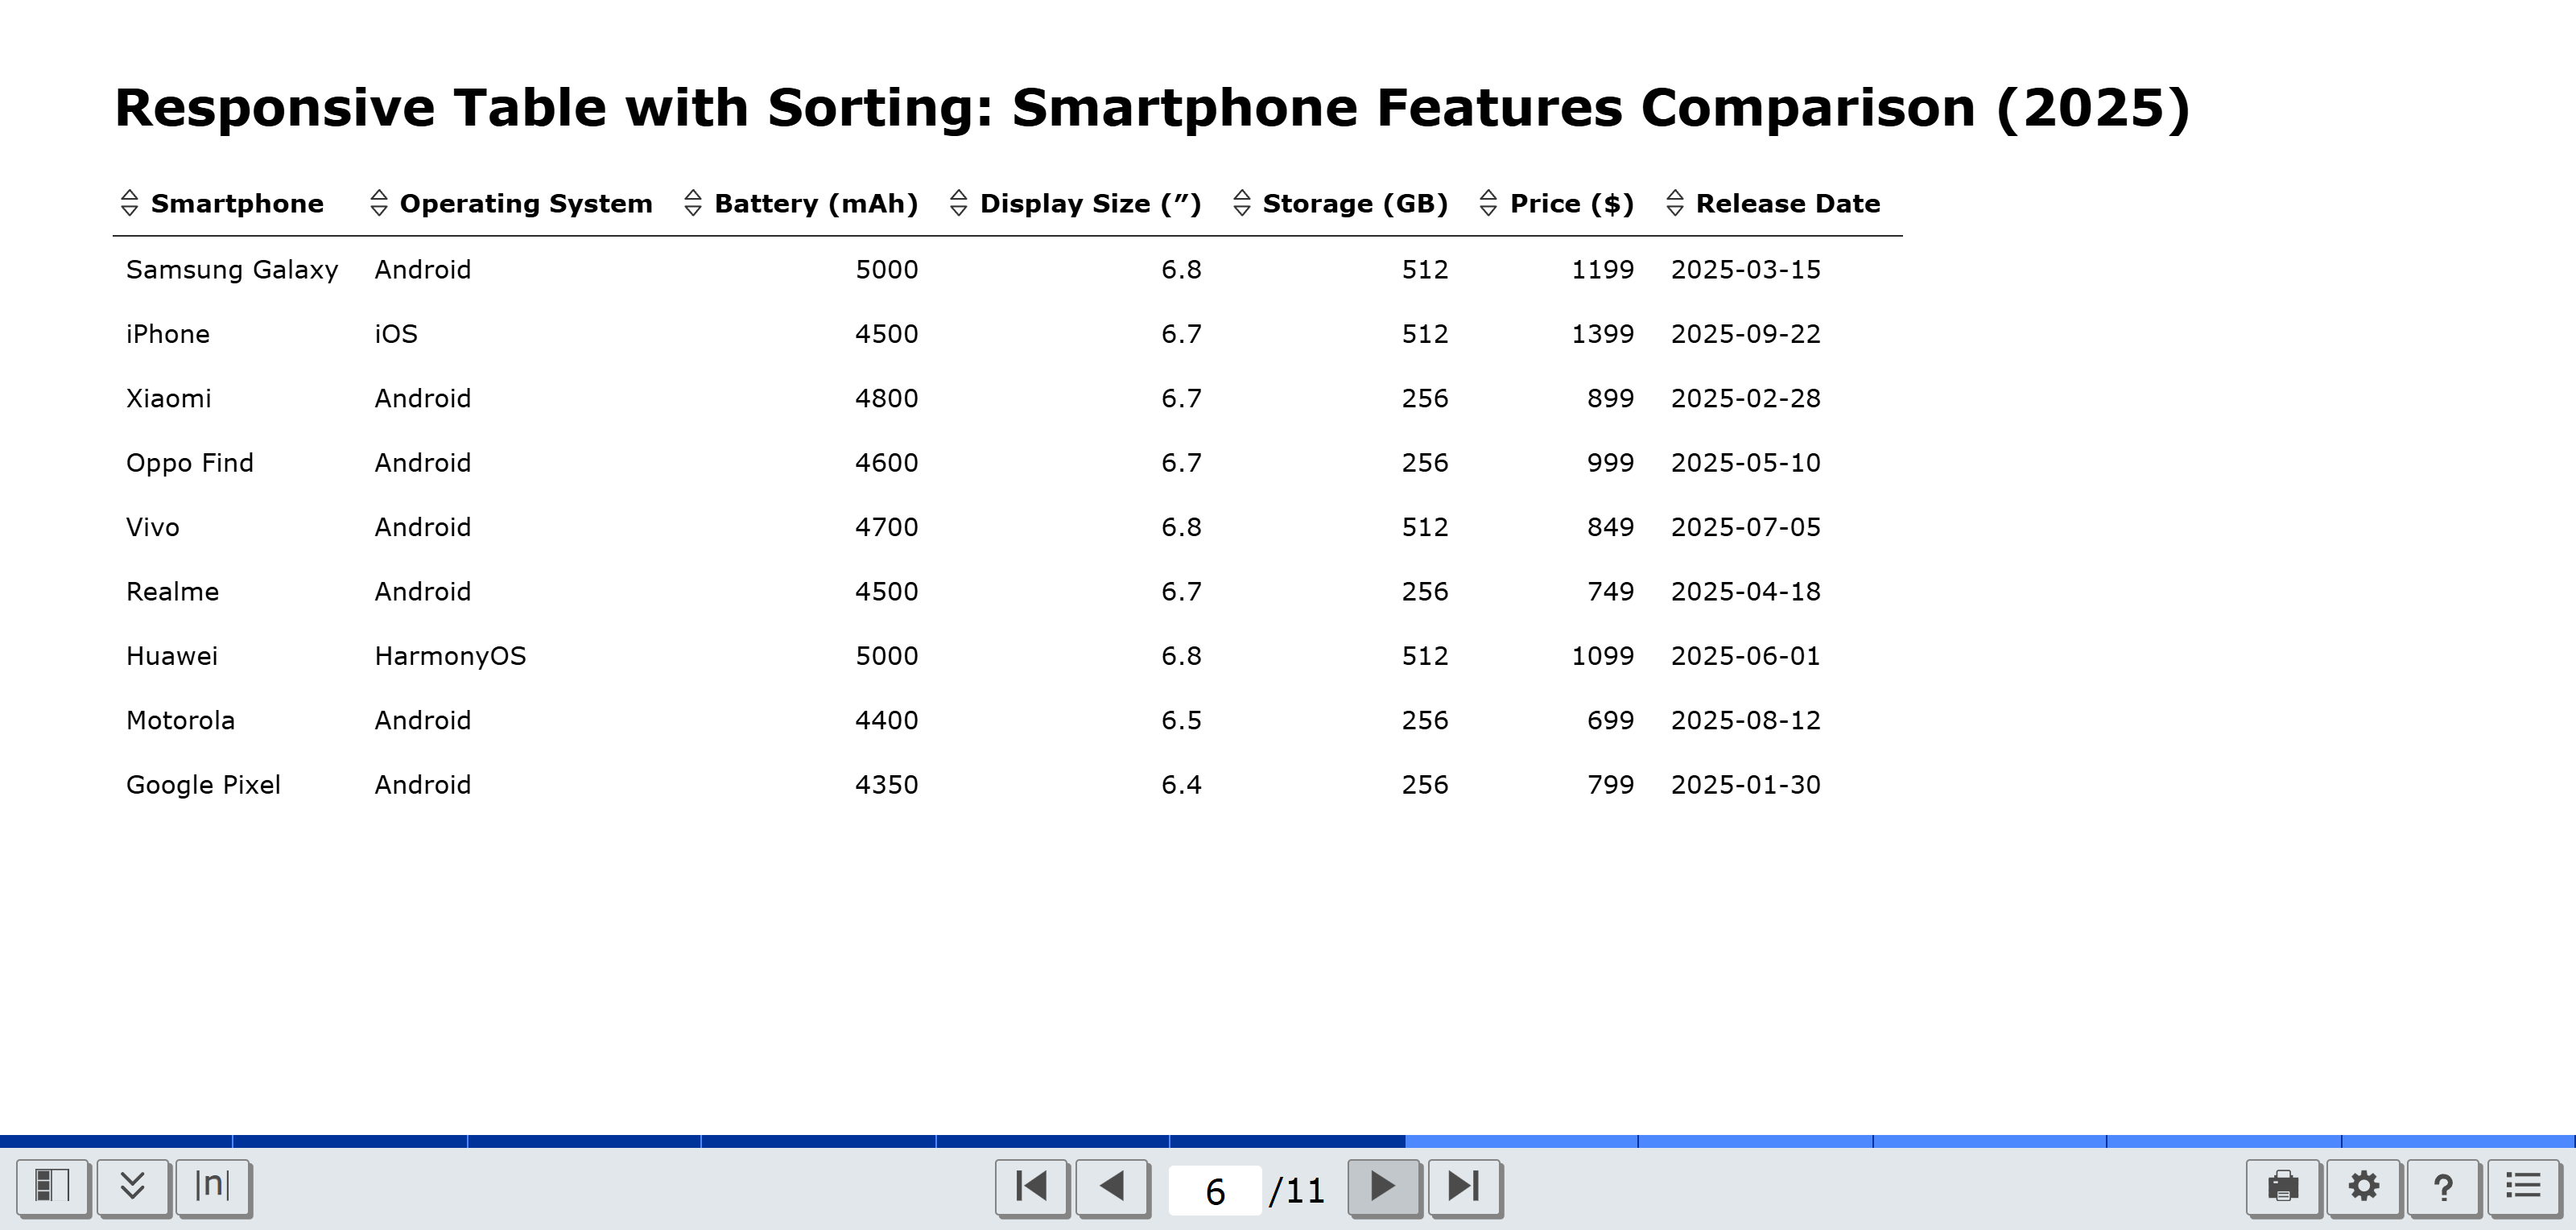 Responsive Table with Sorting: Smartphone Features Comparison (2025)
Smartphone Operating System Battery (mAh) Display Size (″) Storage (GB) Price ($) Release Date
Samsung Galaxy Android 5000 6.8 512 1199 2025-03-15
iPhone iOS 4500 6.7 512 1399 2025-09-22
Xiaomi Android 4800 6.7 256 899 2025-02-28
Oppo Find Android 4600 6.7 256 999 2025-05-10
Vivo Android 4700 6.8 512 849 2025-07-05
Realme Android 4500 6.7 256 749 2025-04-18
Huawei HarmonyOS 5000 6.8 512 1099 2025-06-01
Motorola Android 4400 6.5 256 699 2025-08-12
Google Pixel Android 4350 6.4 256 799 2025-01-30
|n| 6 /11 ?